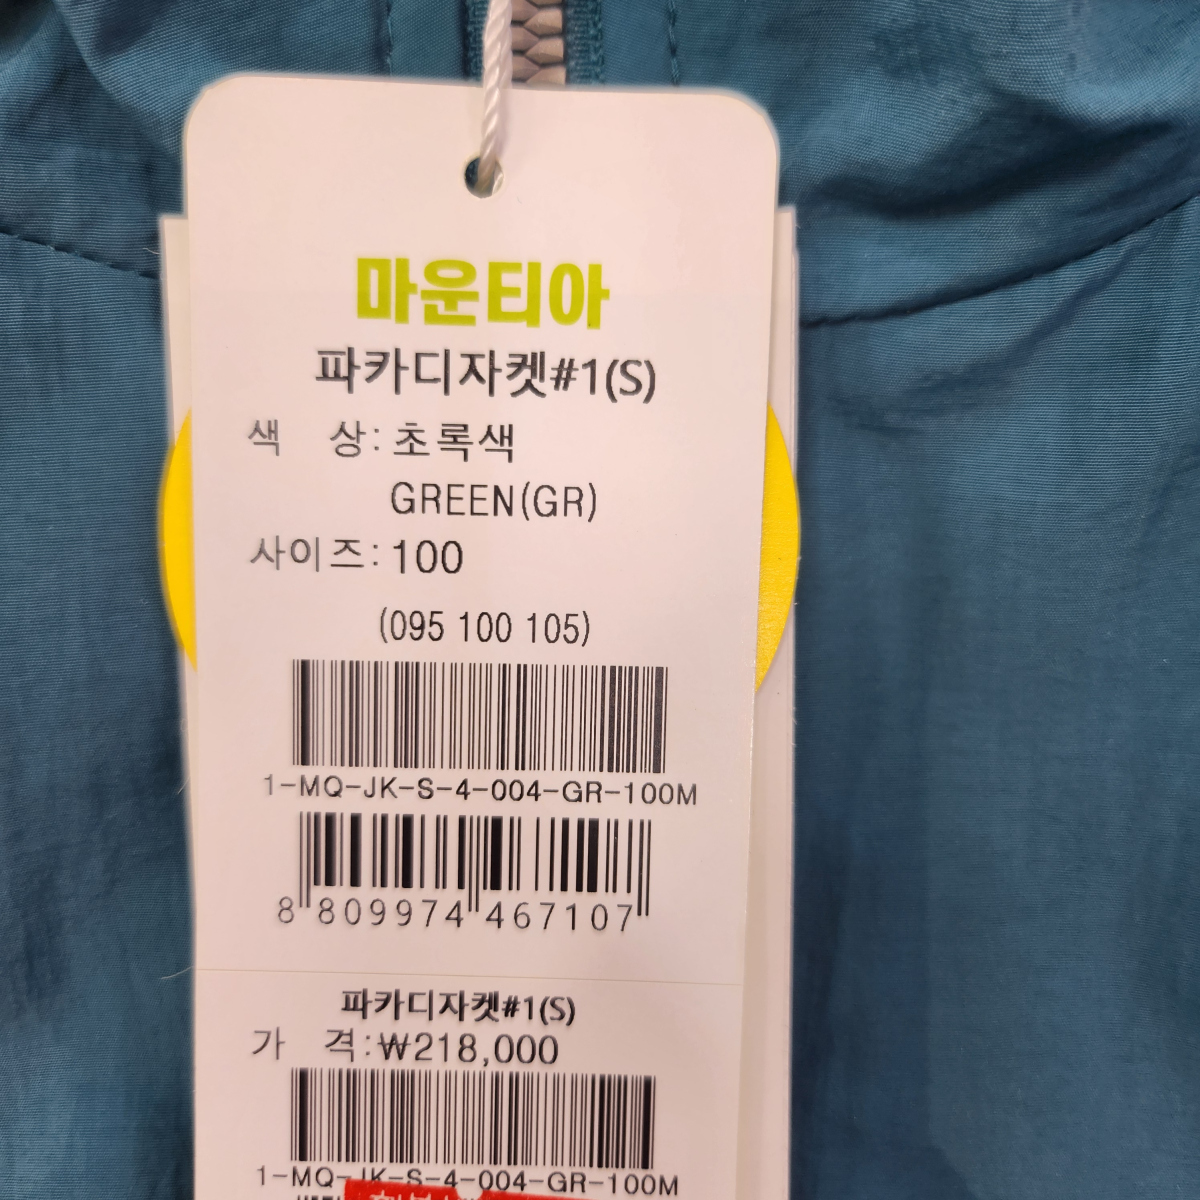 마운티아
파카디자켓#1(S)
색 상: 초록색
GREEN(GR)
사이즈: 100
(095 100 105)
1-MQ-JK-S-4-004-GR-100M
8 809974 467107
파카디자켓#1(S)
가 격:₩218,000
1-MQ-JK-S-4-004-GR-100M